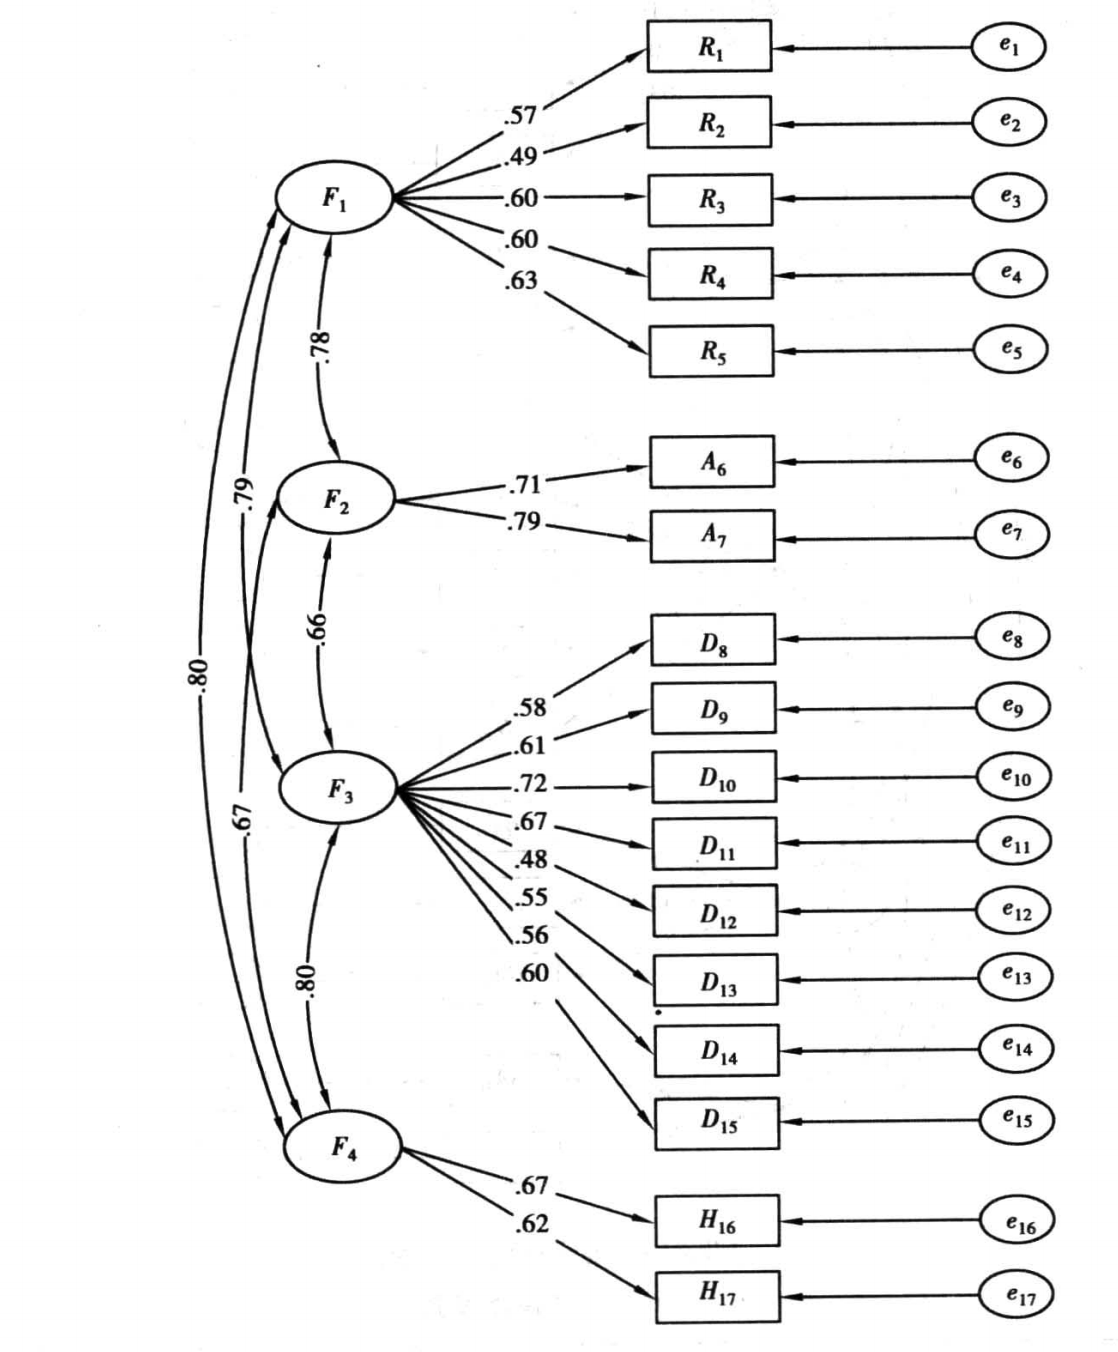 R₁ e₁
.57
R₂ e₂
.49
F₁ .60 R₃ e₃
.60
R₄ e₄
.63
.78 R₅ e₅
A₆ e₆
.71
.79 F₂
.79 A₇ e₇
.66
D₈ e₈
.80
.58 D₉ e₉
.61
F₃ .72 D₁₀ e₁₀
.67 .67
D₁₁ e₁₁
.48
.55 D₁₂ e₁₂
.56
.80 .60 D₁₃ e₁₃
D₁₄ e₁₄
D₁₅ e₁₅
F₄
.67
H₁₆ e₁₆
.62
H₁₇ e₁₇